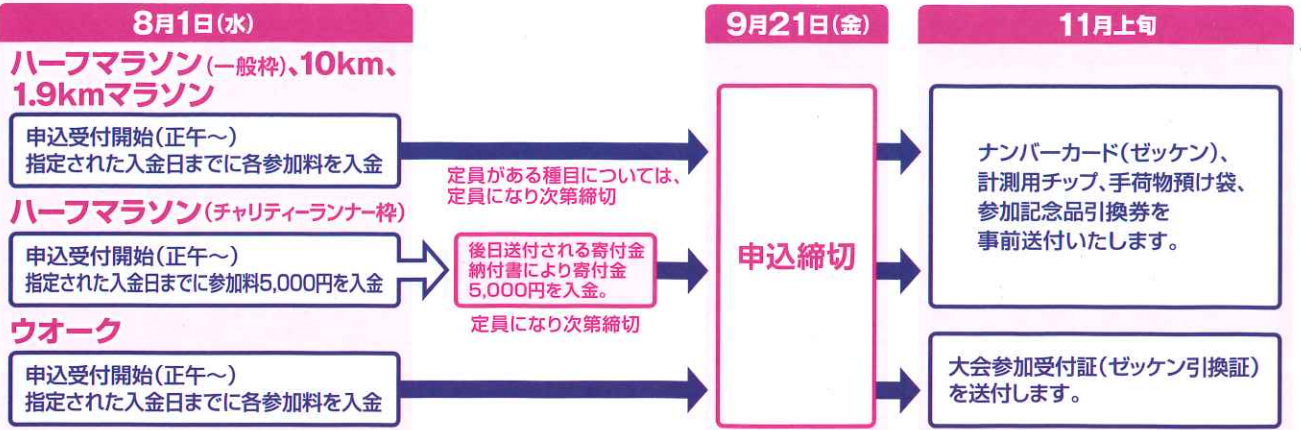 8月1日(水)
9月21日(金)
11月上旬
ハーフマラソン(一般枠)、10km、
1.9kmマラソン
申込受付開始(正午～)
指定された入金日までに各参加料を入金
定員がある種目については、
定員になり次第締切
ハーフマラソン(チャリティーランナー枠)
申込受付開始(正午～)
指定された入金日までに参加料5,000円を入金
後日送付される寄付金
納付書により寄付金
5,000円を入金。
定員になり次第締切
ウオーク
申込受付開始(正午～)
指定された入金日までに各参加料を入金
申込締切
ナンバーカード(ゼッケン)、
計測用チップ、手荷物預け袋、
参加記念品引換券を
事前送付いたします。
大会参加受付証(ゼッケン引換証)
を送付します。